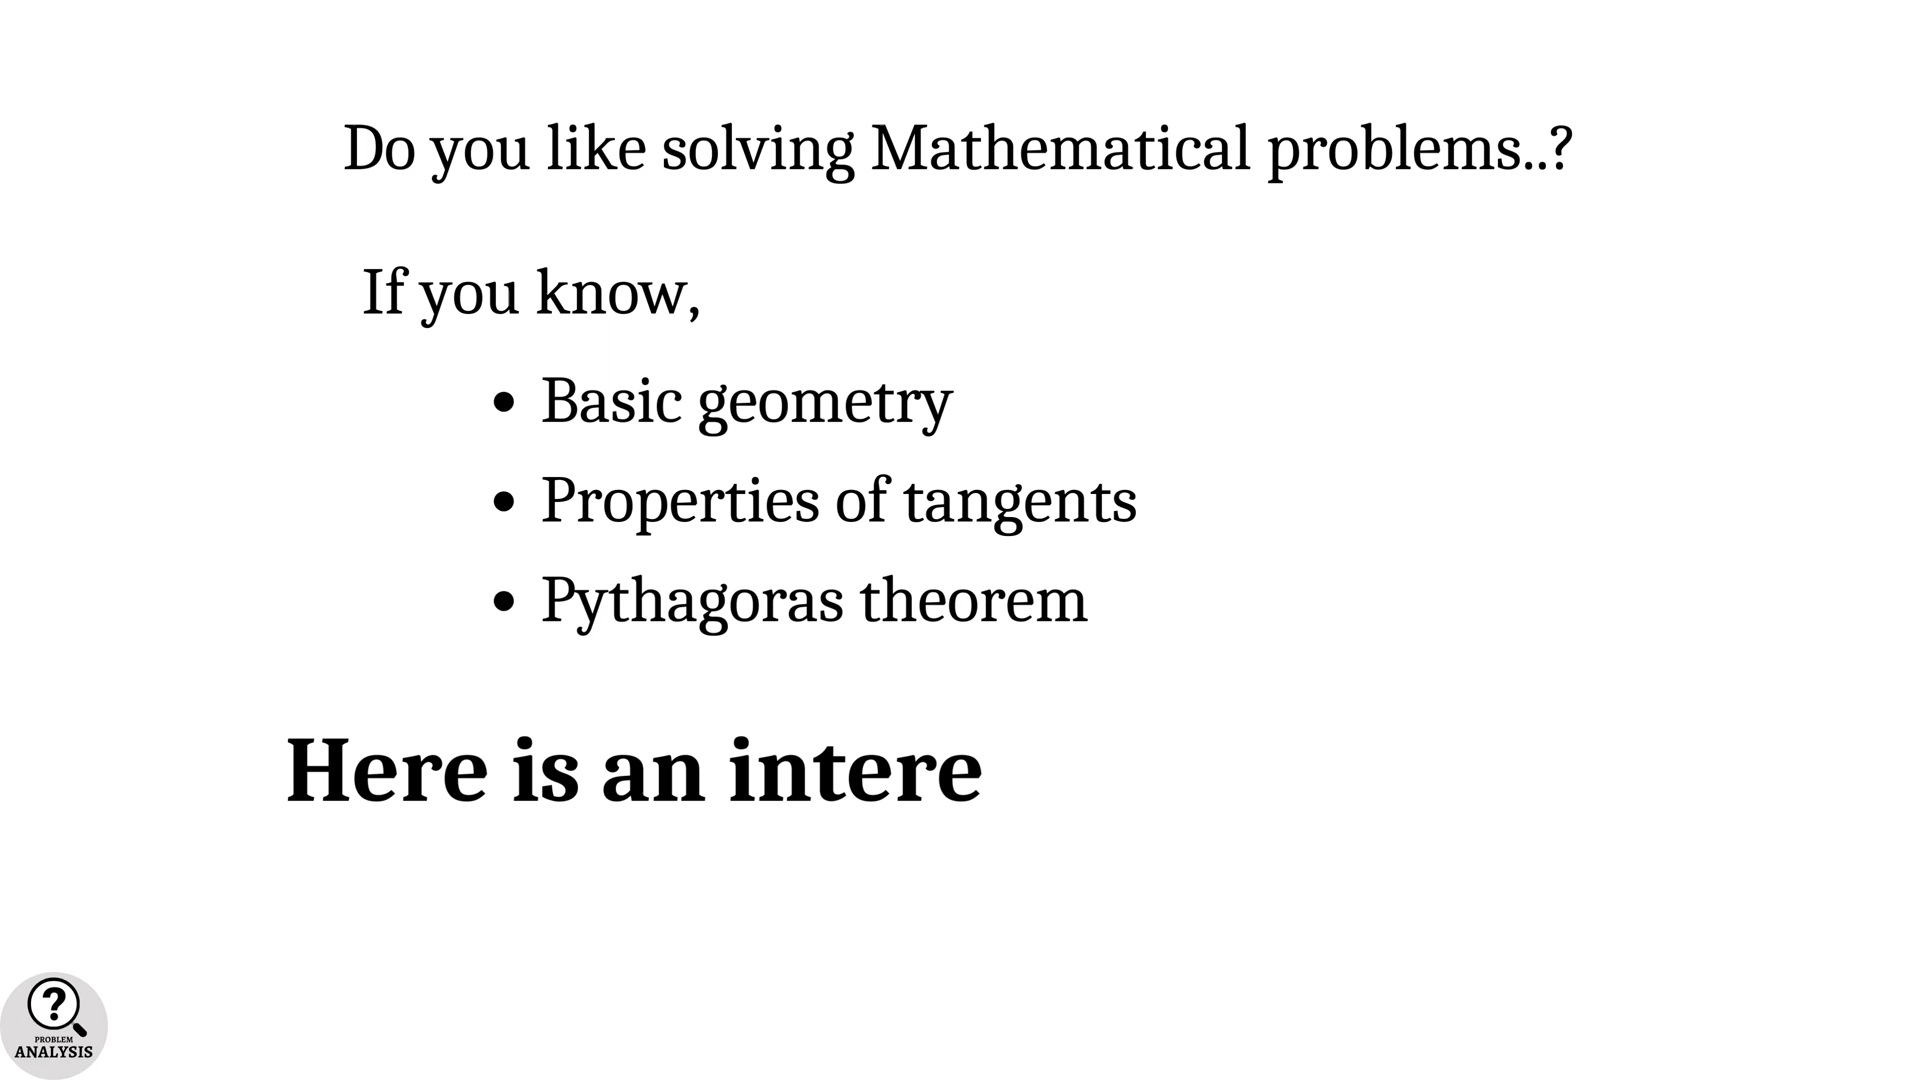 Do you like solving Mathematical problems..?
If you know,
• Basic geometry
• Properties of tangents
• Pythagoras theorem
Here is an intere
?
PROBLEM
ANALYSIS